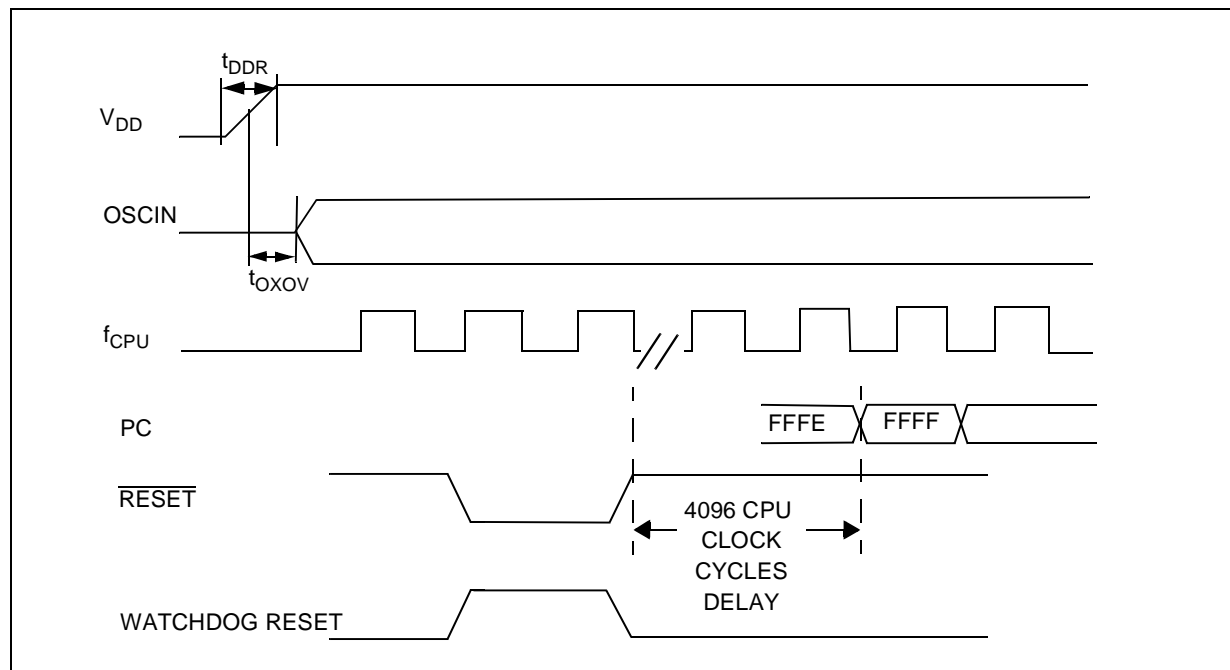 tDDR
VDD
OSCIN
tOXOV
fCPU
PC
FFFE
FFFF
RESET
4096 CPU
CLOCK
CYCLES
DELAY
WATCHDOG RESET